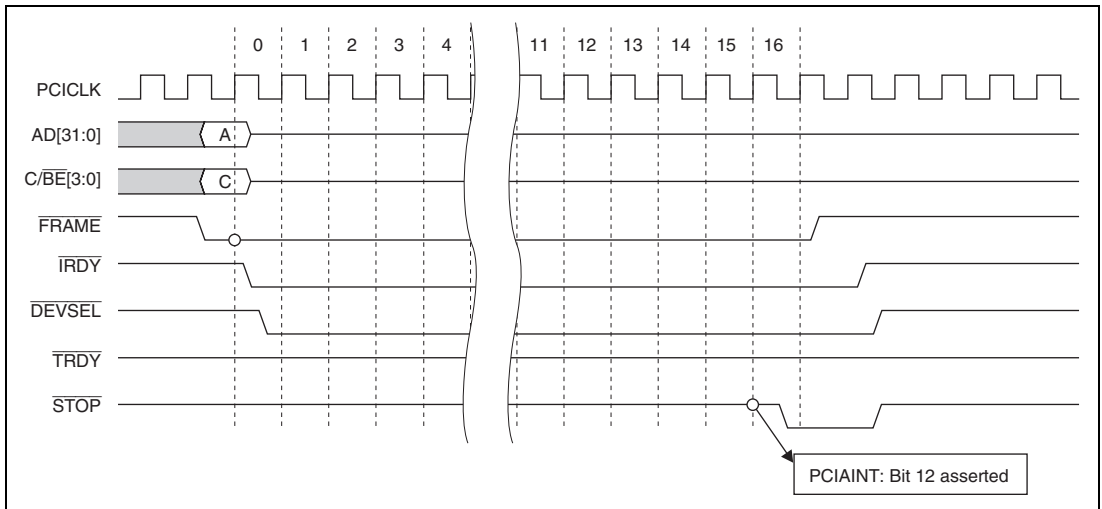 0 1 2 3 4 11 12 13 14 15 16
PCICLK
AD[31:0] A
C/BE[3:0] C
FRAME
IRDY
DEVSEL
TRDY
STOP
PCIAINT: Bit 12 asserted